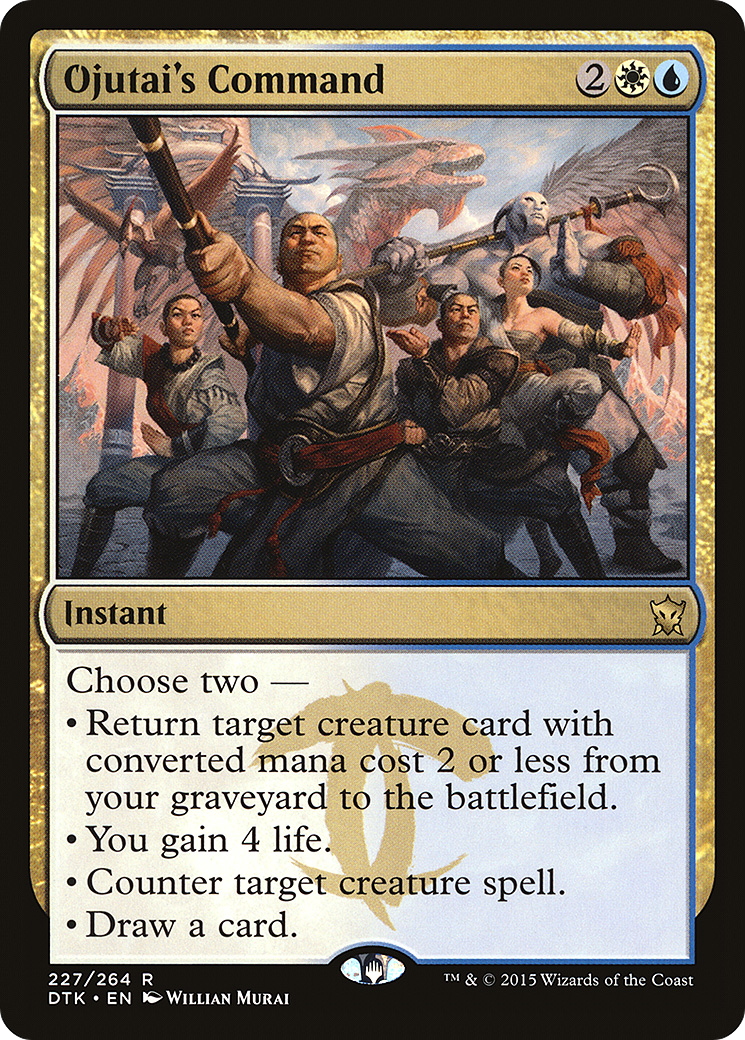 Ojutai's Command 2
Instant
Choose two —
• Return target creature card with
converted mana cost 2 or less from
your graveyard to the battlefield.
• You gain 4 life.
• Counter target creature spell.
• Draw a card.
227/264 R
DTK • EN Willian Murai
™ & © 2015 Wizards of the Coast